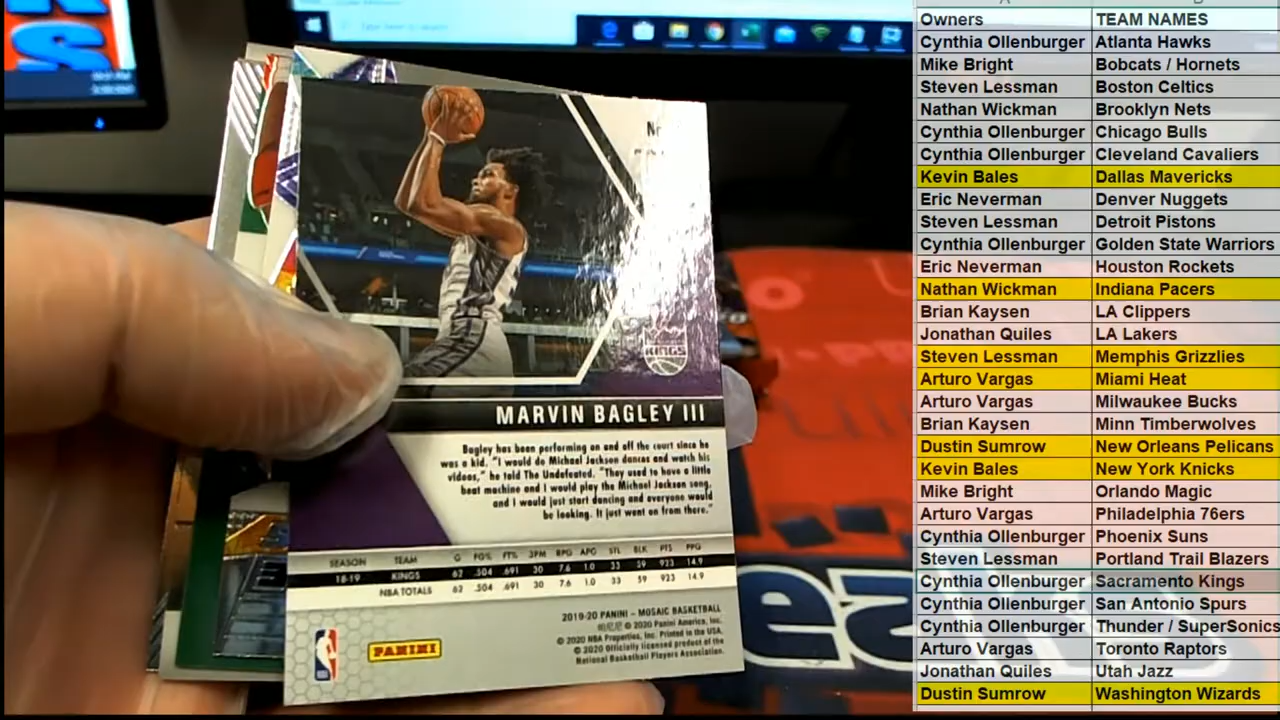 KINGS
MARVIN BAGLEY III
Bagley has been performing on and off the court since he
was a kid. "I would do Michael Jackson dances and watch his
videos," he told The Undefeated. "They used to have a little
beat machine and I would play the Michael Jackson song,
and I would just start dancing and everyone would
be looking. It just went on from there."
SEASON TEAM G FG% FT% 3PM RPG APG STL BLK PTS PPG
18-19 KINGS 62 .504 .691 30 7.6 1.0 33 59 923 14.9
NBA TOTALS 62 .504 .691 30 7.6 1.0 33 59 923 14.9
2019-20 PANINI – MOSAIC BASKETBALL
© 2020 Panini America, Inc.
© 2020 NBA Properties, Inc. Printed in the USA.
© 2020 Officially licensed product of the
National Basketball Players Association.
PANINI
Owners TEAM NAMES
Cynthia Ollenburger Atlanta Hawks
Mike Bright Bobcats / Hornets
Steven Lessman Boston Celtics
Nathan Wickman Brooklyn Nets
Cynthia Ollenburger Chicago Bulls
Cynthia Ollenburger Cleveland Cavaliers
Kevin Bales Dallas Mavericks
Eric Neverman Denver Nuggets
Steven Lessman Detroit Pistons
Cynthia Ollenburger Golden State Warriors
Eric Neverman Houston Rockets
Nathan Wickman Indiana Pacers
Brian Kaysen LA Clippers
Jonathan Quiles LA Lakers
Steven Lessman Memphis Grizzlies
Arturo Vargas Miami Heat
Arturo Vargas Milwaukee Bucks
Brian Kaysen Minn Timberwolves
Dustin Sumrow New Orleans Pelicans
Kevin Bales New York Knicks
Mike Bright Orlando Magic
Arturo Vargas Philadelphia 76ers
Cynthia Ollenburger Phoenix Suns
Steven Lessman Portland Trail Blazers
Cynthia Ollenburger Sacramento Kings
Cynthia Ollenburger San Antonio Spurs
Cynthia Ollenburger Thunder / SuperSonics
Arturo Vargas Toronto Raptors
Jonathan Quiles Utah Jazz
Dustin Sumrow Washington Wizards